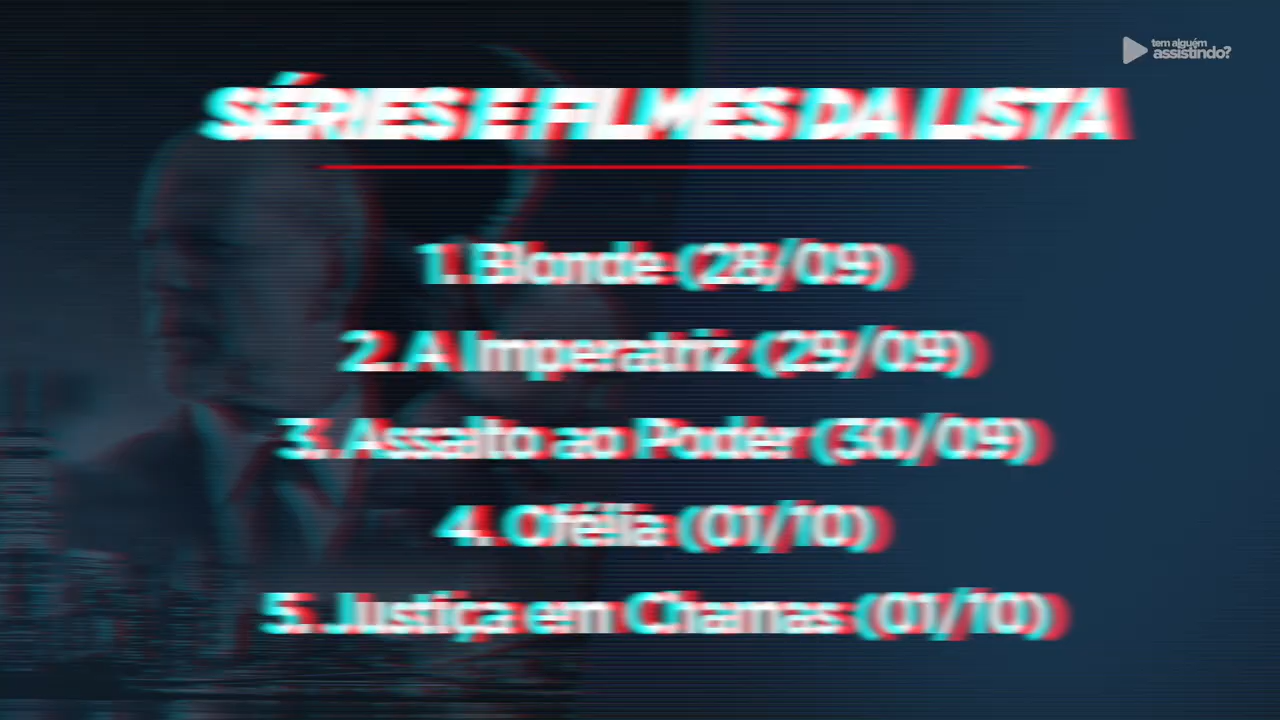 tem alguém
assistindo?
SÉRIES E FILMES DA LISTA
1. Blonde (28/09)
2. A Imperatriz (29/09)
3. Assalto ao Poder (30/09)
4. Ofélia (01/10)
5. Justiça em Chamas (01/10)